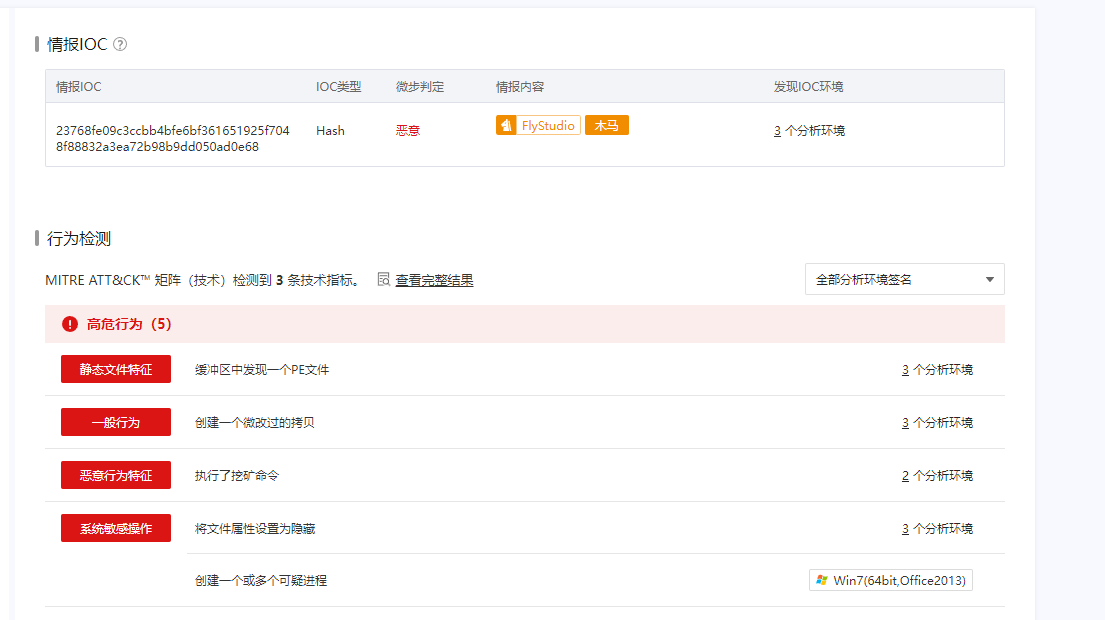 情报IOC ?
情报IOC IOC类型 微步判定 情报内容 发现IOC环境
23768fe09c3ccbb4bfe6bf361651925f704 Hash 恶意 FlyStudio 木马 3 个分析环境
8f88832a3ea72b98b9dd050ad0e68
行为检测
MITRE ATT&CK™ 矩阵（技术）检测到 3 条技术指标。 查看完整结果 全部分析环境签名
! 高危行为（5）
静态文件特征 缓冲区中发现一个PE文件 3 个分析环境
一般行为 创建一个微改过的拷贝 3 个分析环境
恶意行为特征 执行了挖矿命令 2 个分析环境
系统敏感操作 将文件属性设置为隐藏 3 个分析环境
创建一个或多个可疑进程 Win7(64bit,Office2013)